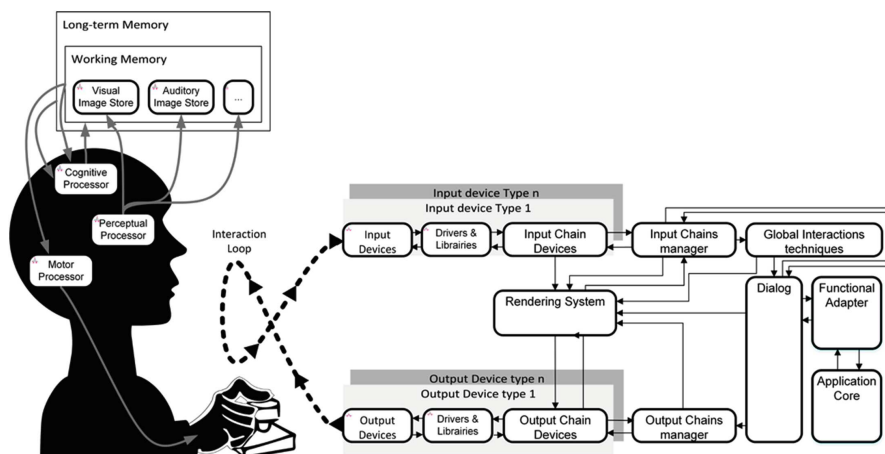 Long-term Memory
Working Memory
Visual
Image Store
Auditory
Image Store
...
Cognitive
Processor
Perceptual
Processor
Motor
Processor
Interaction
Loop
Input device Type n
Input device Type 1
Input
Devices
Drivers &
Libraries
Input Chain
Devices
Input Chains
manager
Global Interactions
techniques
Rendering System
Dialog
Functional
Adapter
Application
Core
Output Device type n
Output Device type 1
Output
Devices
Drivers &
Libraries
Output Chain
Devices
Output Chains
manager